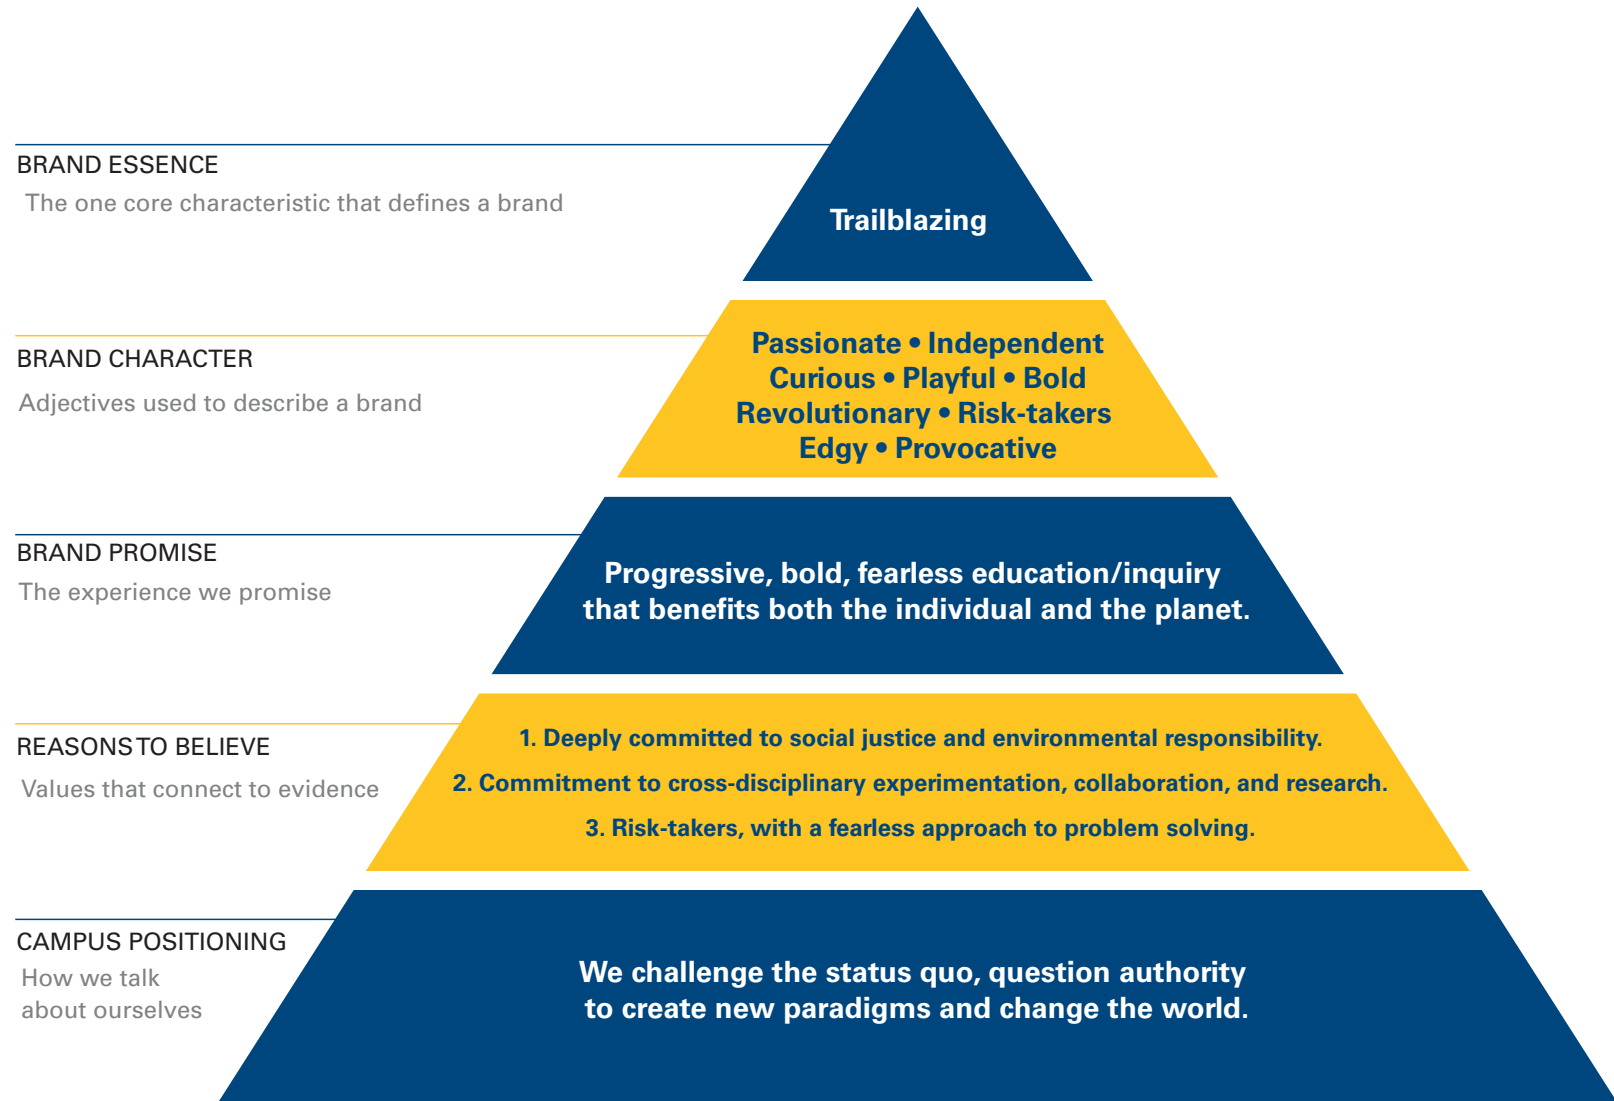 BRAND ESSENCE
The one core characteristic that defines a brand
Trailblazing
BRAND CHARACTER
Adjectives used to describe a brand
Passionate • Independent
Curious • Playful • Bold
Revolutionary • Risk-takers
Edgy • Provocative
BRAND PROMISE
The experience we promise
Progressive, bold, fearless education/inquiry
that benefits both the individual and the planet.
REASONS TO BELIEVE
Values that connect to evidence
1. Deeply committed to social justice and environmental responsibility.
2. Commitment to cross-disciplinary experimentation, collaboration, and research.
3. Risk-takers, with a fearless approach to problem solving.
CAMPUS POSITIONING
How we talk
about ourselves
We challenge the status quo, question authority
to create new paradigms and change the world.